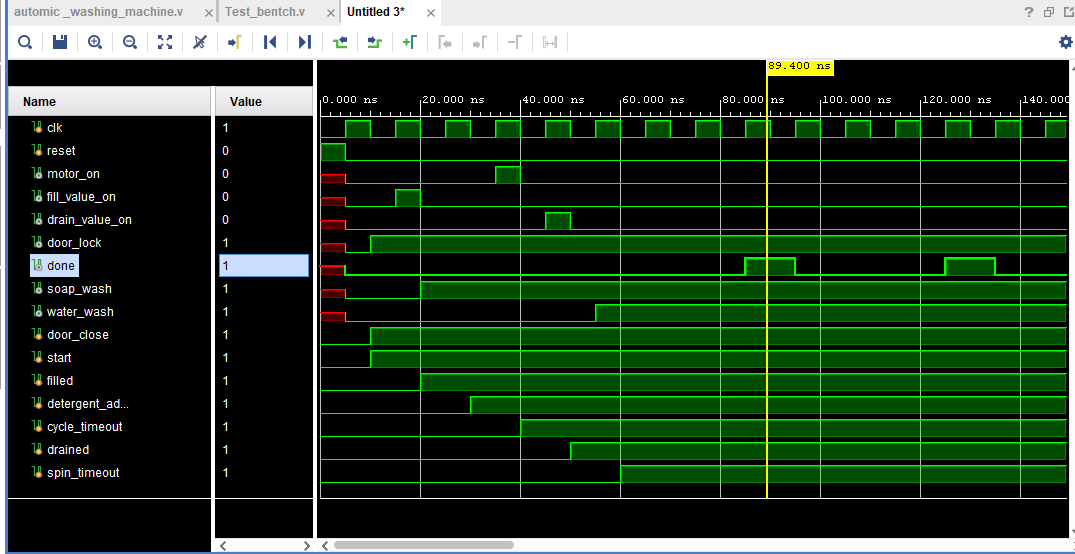 automic _washing_machine.v × Test_bentch.v × Untitled 3* ×
?
89.400 ns
Name Value
0.000 ns 20.000 ns 40.000 ns 60.000 ns 80.000 ns 100.000 ns 120.000 ns 140.000
clk 1
reset 0
motor_on 0
fill_value_on 0
drain_value_on 0
door_lock 1
done 1
soap_wash 1
water_wash 1
door_close 1
start 1
filled 1
detergent_ad... 1
cycle_timeout 1
drained 1
spin_timeout 1